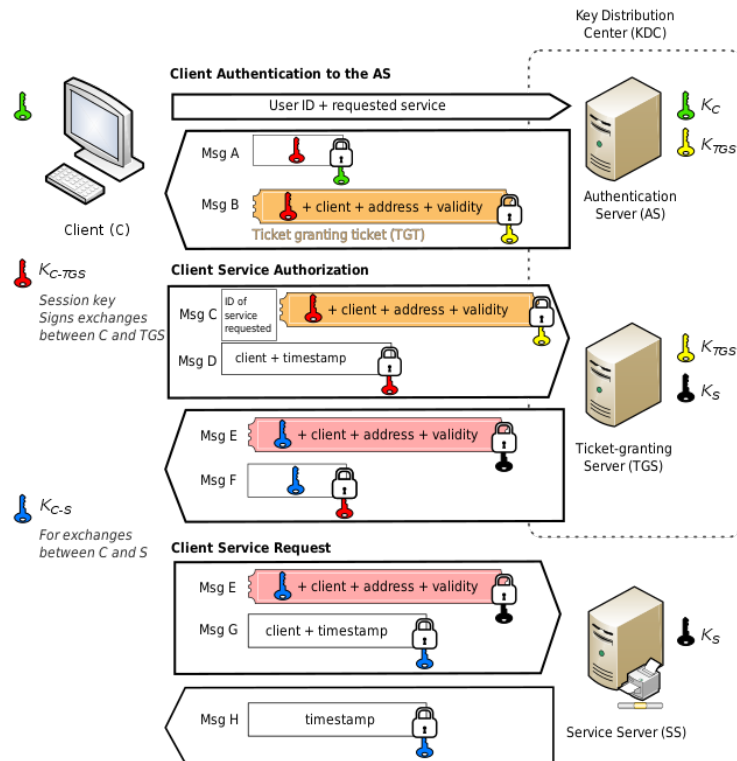 Key Distribution
Center (KDC)
Client Authentication to the AS
User ID + requested service
K_C
K_TGS
Msg A
Msg B
+ client + address + validity
Ticket granting ticket (TGT)
Authentication
Server (AS)
Client (C)
K_C-TGS
Session key
Signs exchanges
between C and TGS
Client Service Authorization
Msg C
ID of
service
requested
+ client + address + validity
Msg D
client + timestamp
K_TGS
K_S
Msg E
+ client + address + validity
Msg F
Ticket-granting
Server (TGS)
K_C-S
For exchanges
between C and S
Client Service Request
Msg E
+ client + address + validity
Msg G
client + timestamp
K_S
Msg H
timestamp
Service Server (SS)